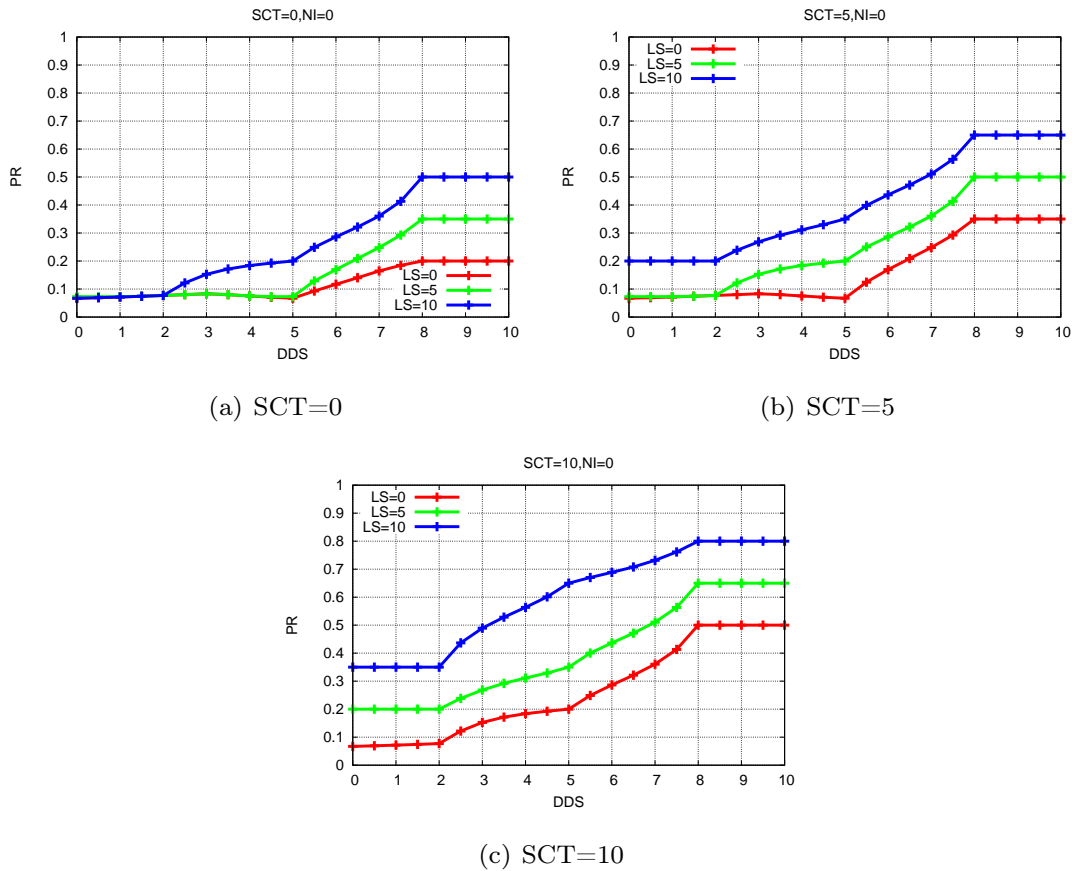 SCT=0,NI=0
1
0.9
0.8
0.7
0.6
0.5
0.4
0.3
0.2
0.1
0
PR
LS=0
LS=5
LS=10
0 1 2 3 4 5 6 7 8 9 10
DDS
(a) SCT=0
SCT=5,NI=0
LS=0
LS=5
LS=10
1
0.9
0.8
0.7
0.6
0.5
0.4
0.3
0.2
0.1
0
PR
0 1 2 3 4 5 6 7 8 9 10
DDS
(b) SCT=5
SCT=10,NI=0
LS=0
LS=5
LS=10
1
0.9
0.8
0.7
0.6
0.5
0.4
0.3
0.2
0.1
0
PR
0 1 2 3 4 5 6 7 8 9 10
DDS
(c) SCT=10